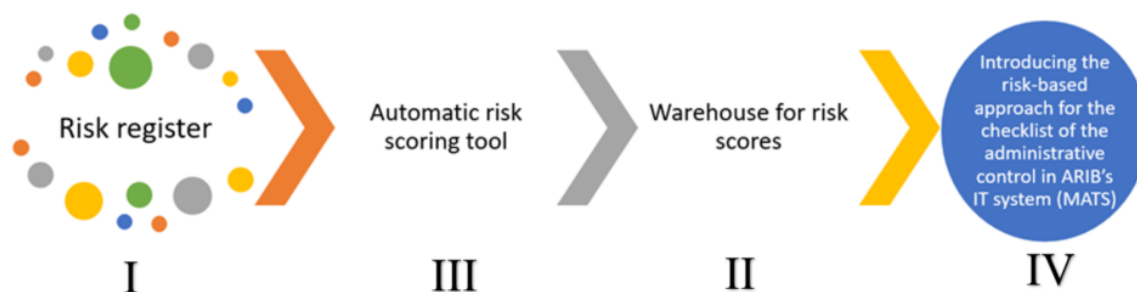 Risk register
Automatic risk
scoring tool
Warehouse for risk
scores
Introducing the
risk-based
approach for the
checklist of the
administrative
control in ARIB's
IT system (MATS)
I
III
II
IV